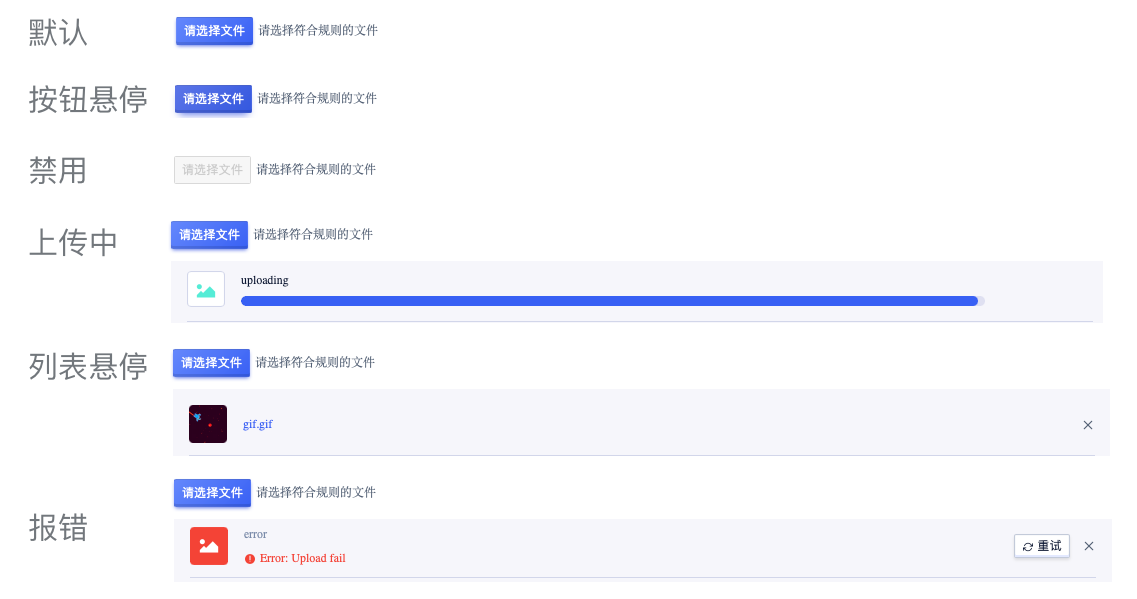 默认
请选择文件 请选择符合规则的文件
按钮悬停
请选择文件 请选择符合规则的文件
禁用
请选择文件 请选择符合规则的文件
上传中
请选择文件 请选择符合规则的文件
uploading
列表悬停
请选择文件 请选择符合规则的文件
gif.gif
报错
请选择文件 请选择符合规则的文件
error
Error: Upload fail
重试